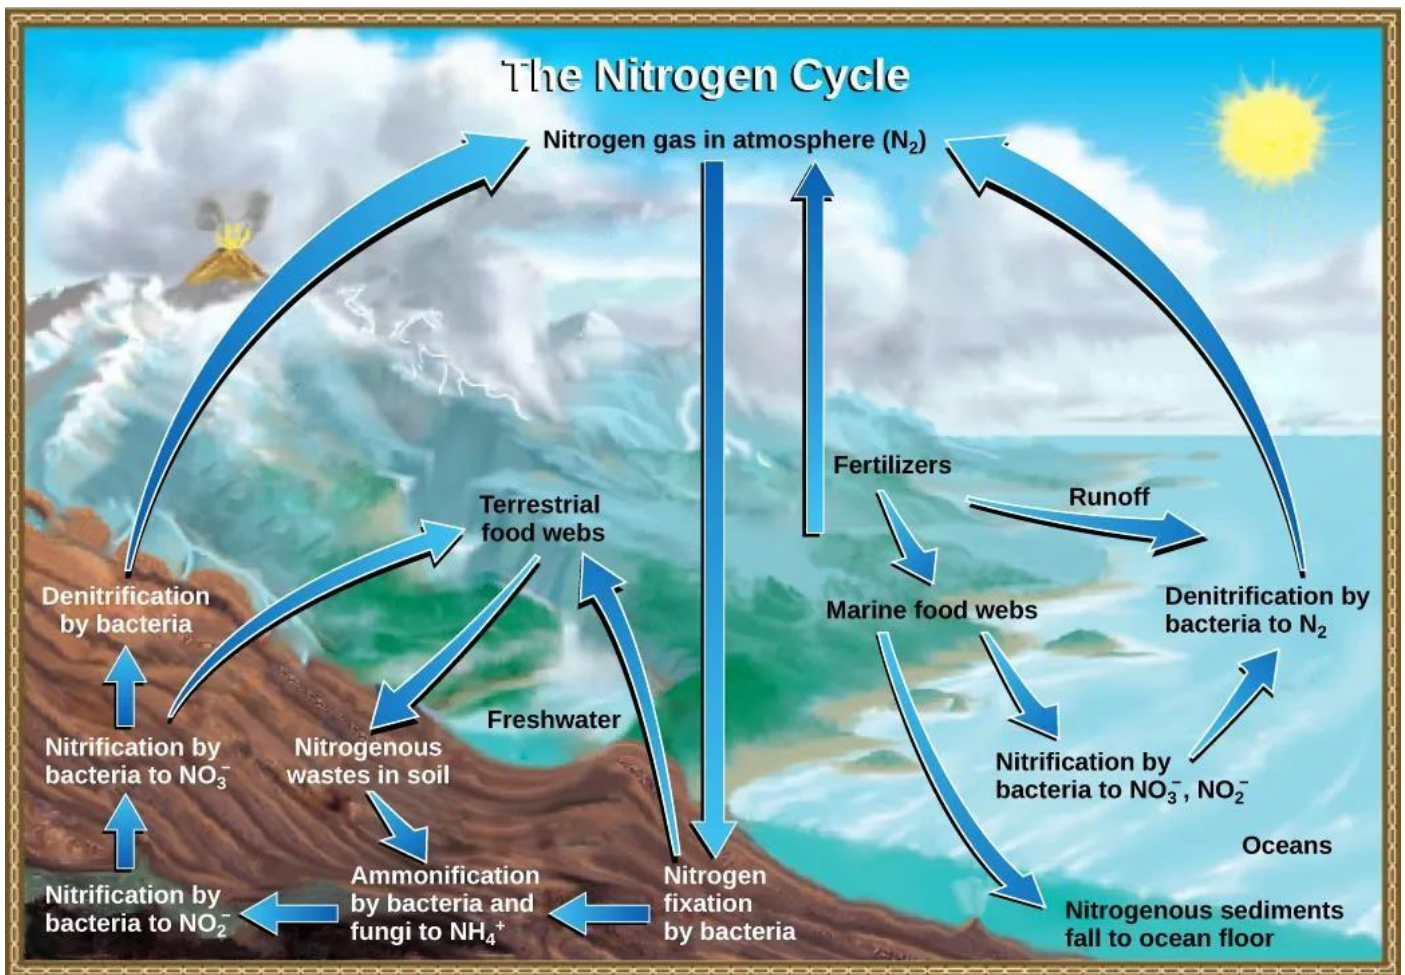 The Nitrogen Cycle
Nitrogen gas in atmosphere (N₂)
Fertilizers
Runoff
Terrestrial
food webs
Denitrification
by bacteria
Marine food webs
Denitrification by
bacteria to N₂
Freshwater
Nitrification by
bacteria to NO₃⁻
Nitrogenous
wastes in soil
Nitrification by
bacteria to NO₃⁻, NO₂⁻
Oceans
Nitrification by
bacteria to NO₂⁻
Ammonification
by bacteria and
fungi to NH₄⁺
Nitrogen
fixation
by bacteria
Nitrogenous sediments
fall to ocean floor